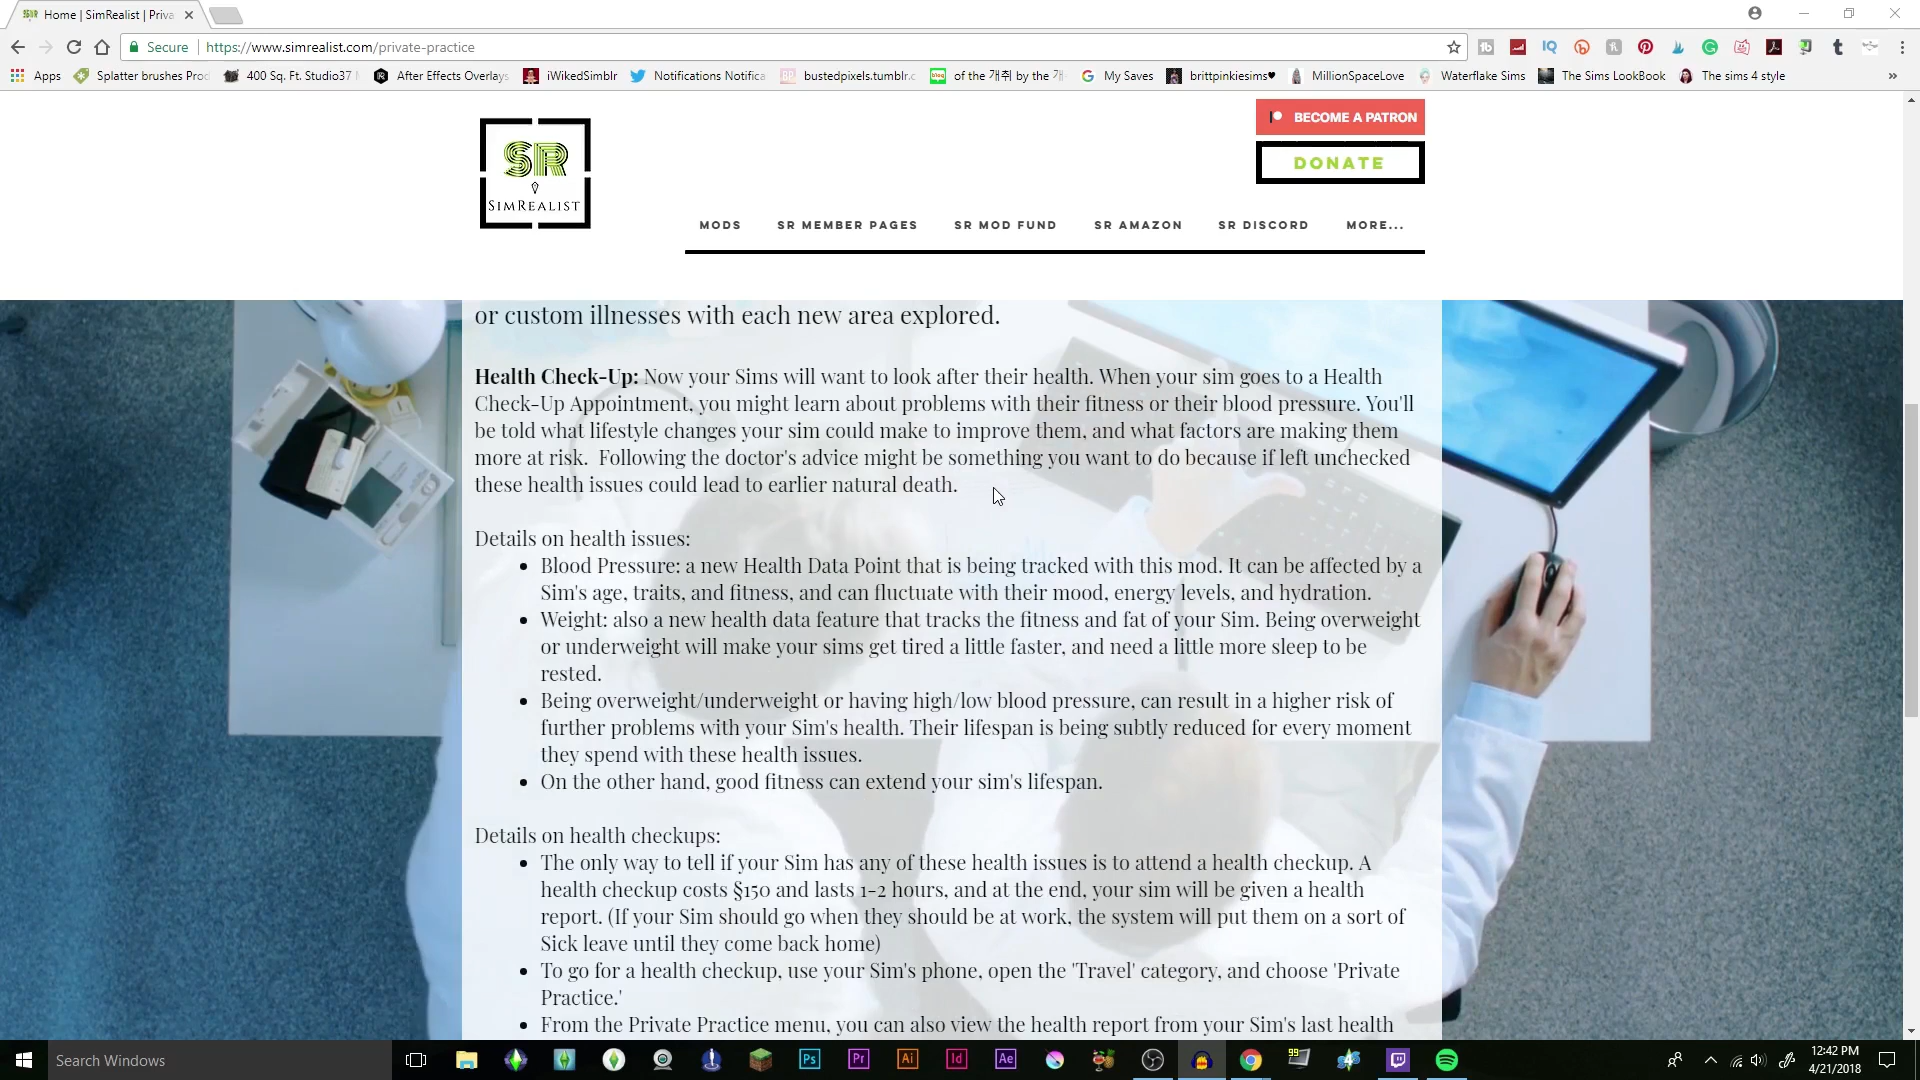 Home | SimRealist | Priva
Secure
https://www.simrealist.com/private-practice
Apps
Splatter brushes Prod
400 Sq. Ft. Studio37
After Effects Overlays
iWikedSimblr
Notifications Notifica
bustedpixels.tumblr.c
of the 개취 by the 개
My Saves
brittpinkiesims♥
MillionSpaceLove
Waterflake Sims
The Sims LookBook
The sims 4 style
»
BECOME A PATRON
DONATE
SR
SIMREALIST
MODS
SR MEMBER PAGES
SR MOD FUND
SR AMAZON
SR DISCORD
MORE...
or custom illnesses with each new area explored.
Health Check-Up: Now your Sims will want to look after their health. When your sim goes to a Health
Check-Up Appointment, you might learn about problems with their fitness or their blood pressure. You'll
be told what lifestyle changes your sim could make to improve them, and what factors are making them
more at risk.  Following the doctor's advice might be something you want to do because if left unchecked
these health issues could lead to earlier natural death.
Details on health issues:
Blood Pressure: a new Health Data Point that is being tracked with this mod. It can be affected by a
Sim's age, traits, and fitness, and can fluctuate with their mood, energy levels, and hydration.
Weight: also a new health data feature that tracks the fitness and fat of your Sim. Being overweight
or underweight will make your sims get tired a little faster, and need a little more sleep to be
rested.
Being overweight/underweight or having high/low blood pressure, can result in a higher risk of
further problems with your Sim's health. Their lifespan is being subtly reduced for every moment
they spend with these health issues.
On the other hand, good fitness can extend your sim's lifespan.
Details on health checkups:
The only way to tell if your Sim has any of these health issues is to attend a health checkup. A
health checkup costs §150 and lasts 1-2 hours, and at the end, your sim will be given a health
report. (If your Sim should go when they should be at work, the system will put them on a sort of
Sick leave until they come back home)
To go for a health checkup, use your Sim's phone, open the 'Travel' category, and choose 'Private
Practice.'
From the Private Practice menu, you can also view the health report from your Sim's last health
Search Windows
Ps
Pr
Ai
Id
Ae
99
12:42 PM
4/21/2018